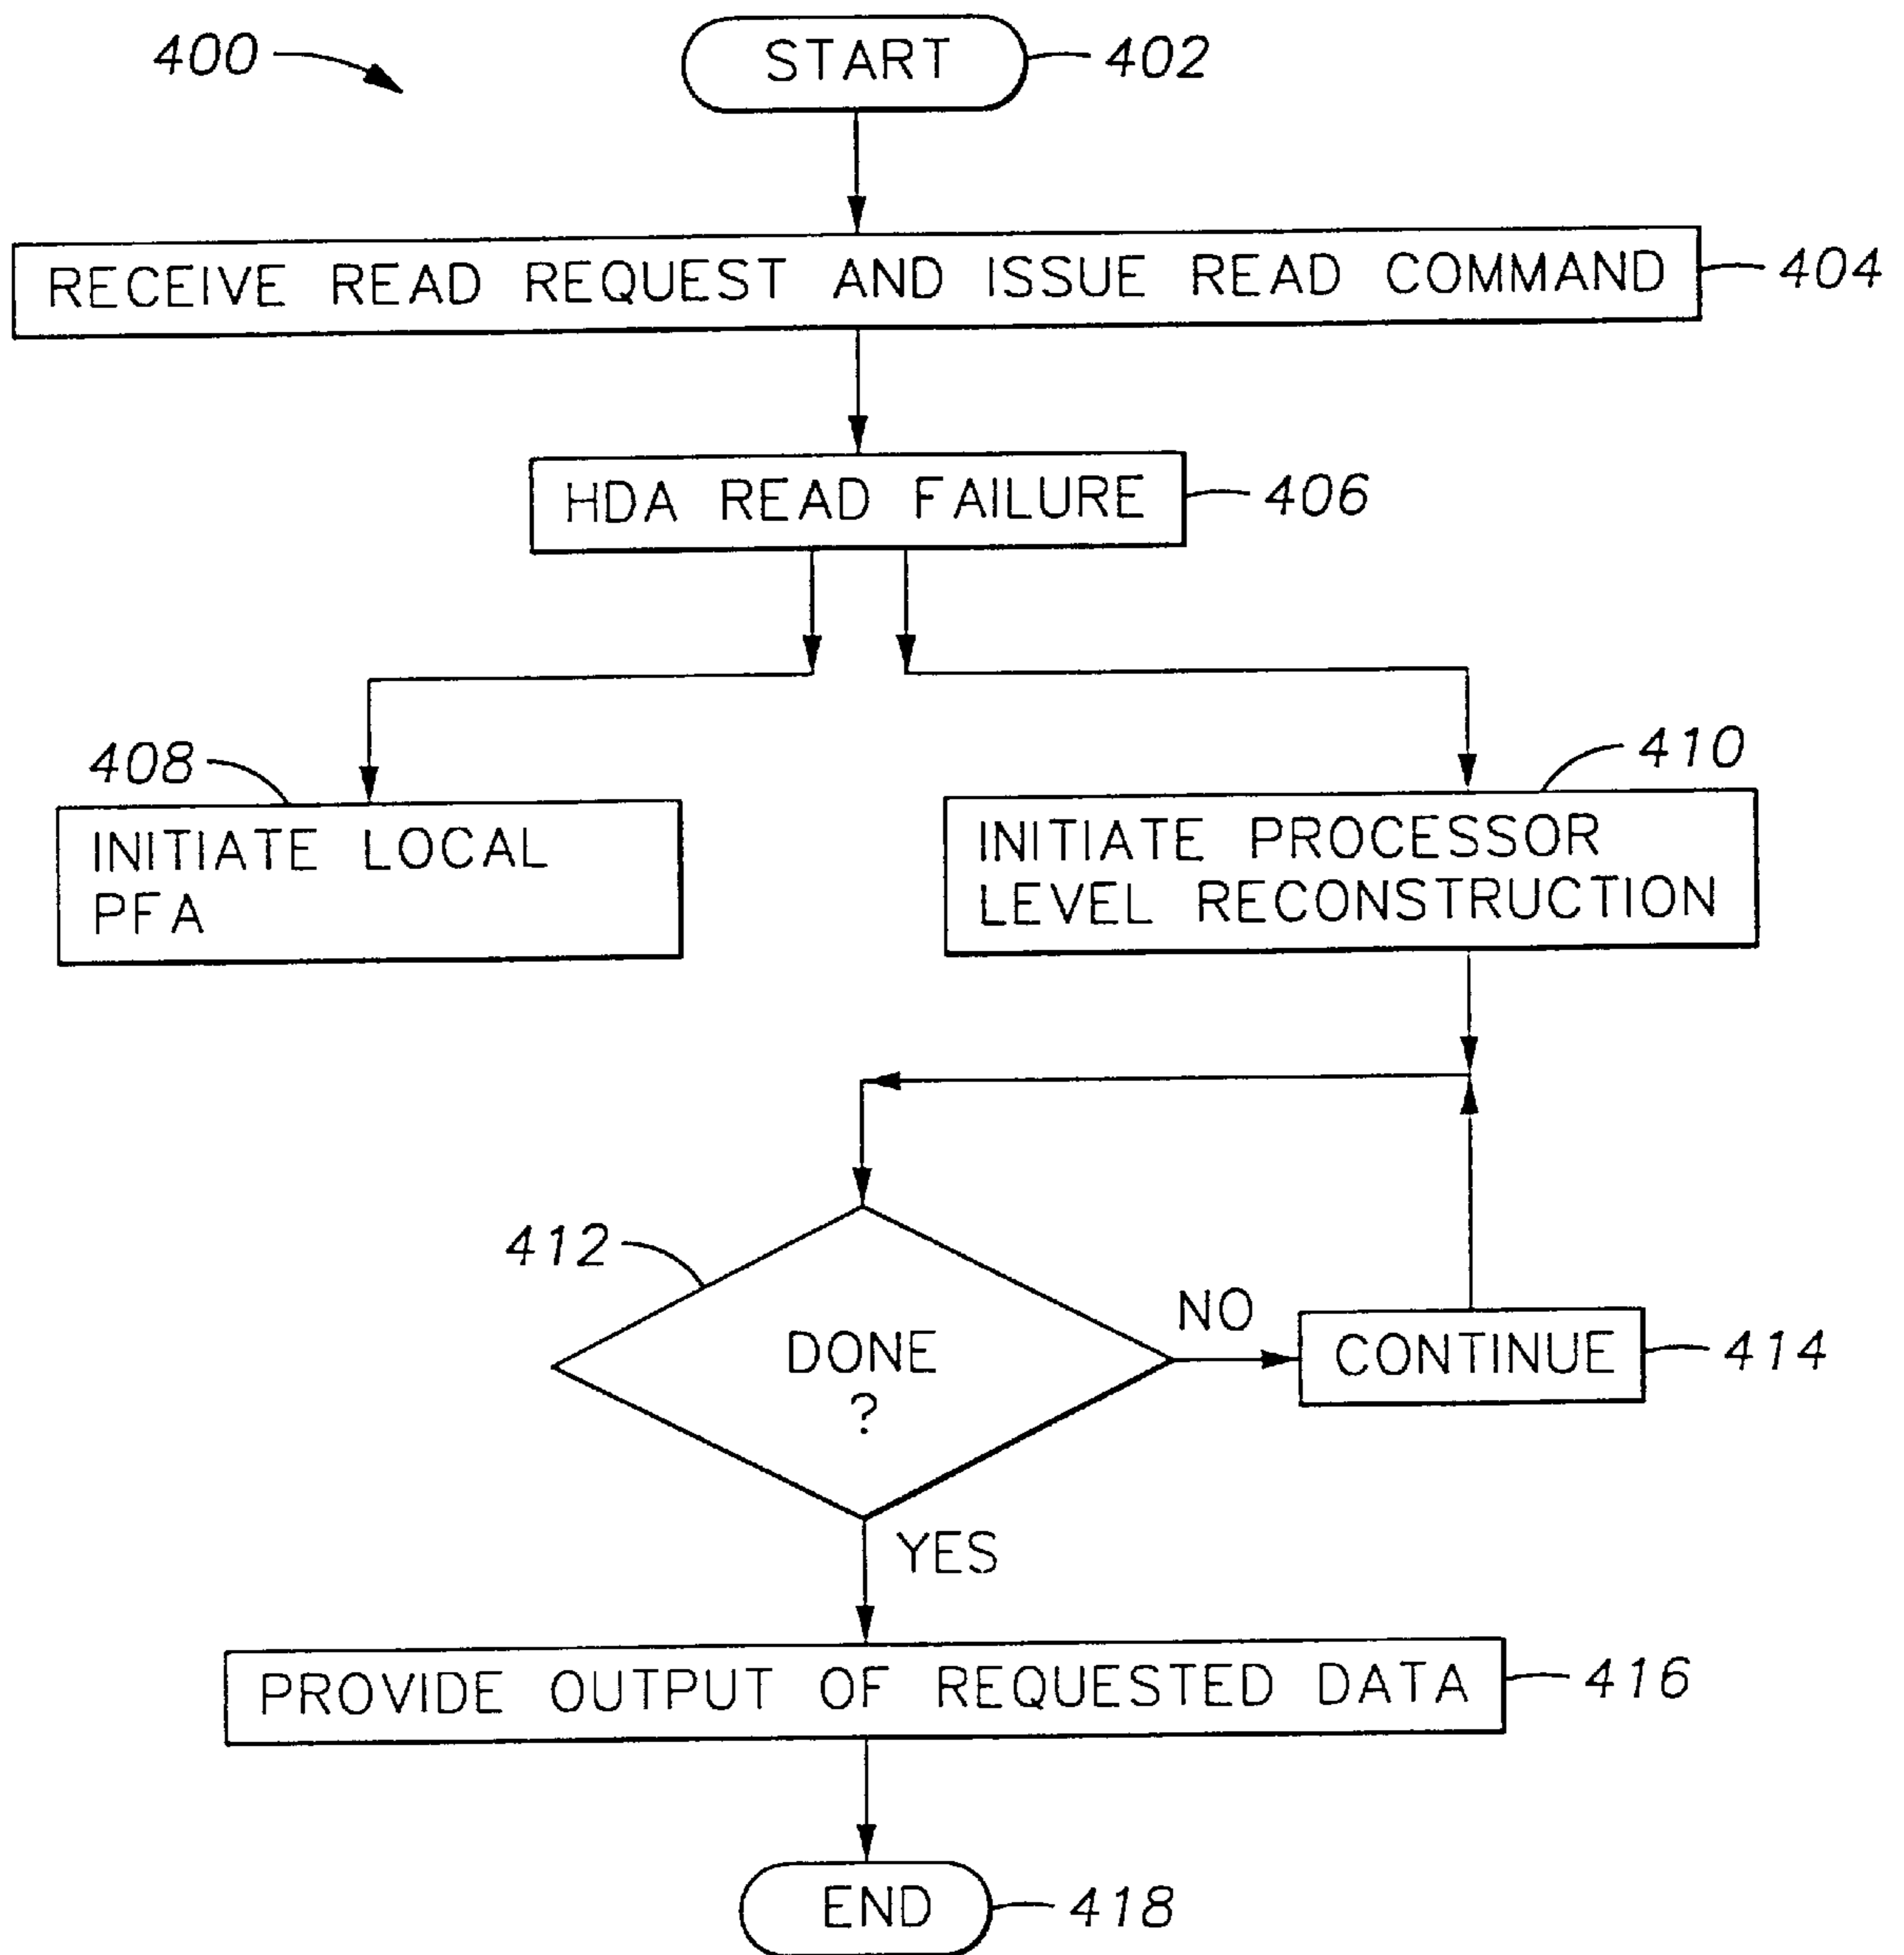 400
START
402
RECEIVE READ REQUEST AND ISSUE READ COMMAND
404
HDA READ FAILURE
406
408
410
INITIATE LOCAL
PFA
INITIATE PROCESSOR
LEVEL RECONSTRUCTION
412
DONE
?
NO
CONTINUE
414
YES
PROVIDE OUTPUT OF REQUESTED DATA
416
END
418